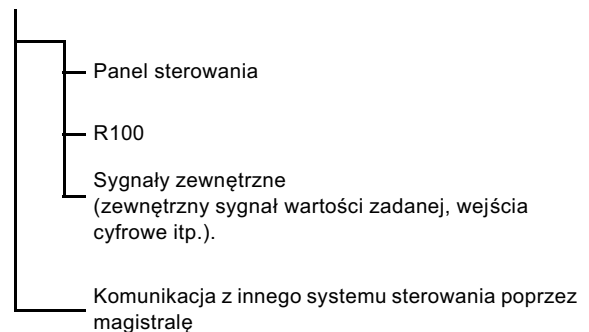 Panel sterowania
R100
Sygnały zewnętrzne
(zewnętrzny sygnał wartości zadanej, wejścia
cyfrowe itp.).
Komunikacja z innego systemu sterowania poprzez
magistralę